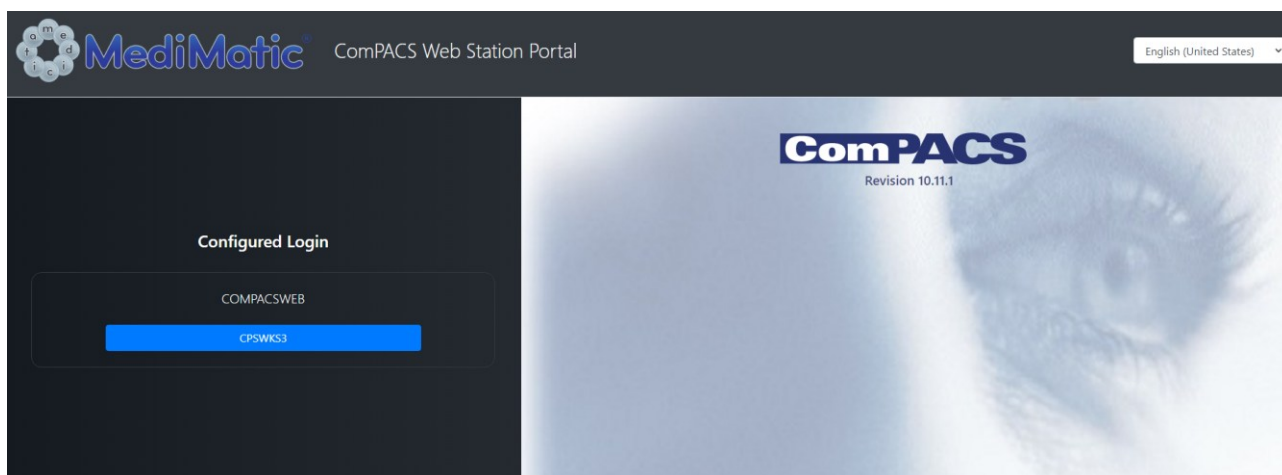 MediMatic® ComPACS Web Station Portal
English (United States)
ComPACS
Revision 10.11.1
Configured Login
COMPACSWEB
CPSWKS3